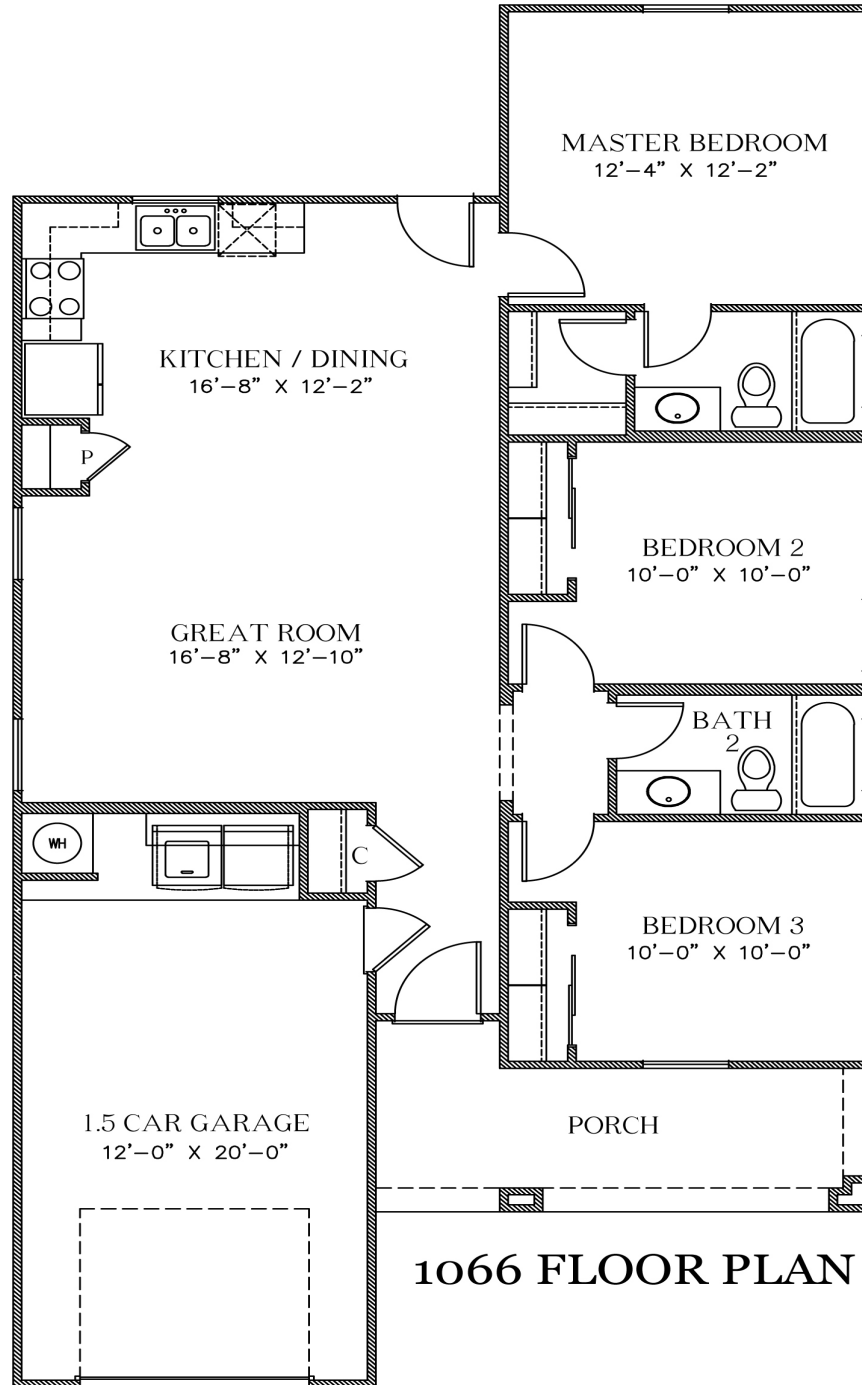 MASTER BEDROOM
12’–4” X 12’–2”
KITCHEN / DINING
16’–8” X 12’–2”
P
BEDROOM 2
10’–0” X 10’–0”
GREAT ROOM
16’–8” X 12’–10”
BATH
2
WH
C
BEDROOM 3
10’–0” X 10’–0”
1.5 CAR GARAGE
12’–0” X 20’–0”
PORCH
1066 FLOOR PLAN